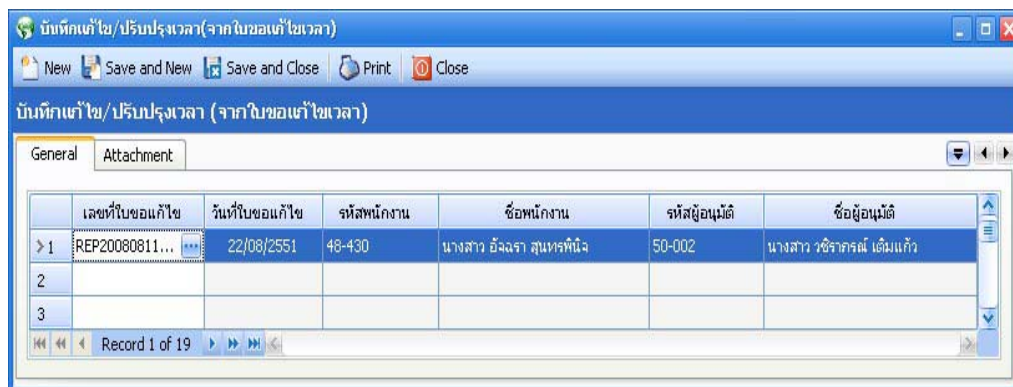 บันทึกแก้ไข/ปรับปรุงเวลา(จากใบขอแก้ไขเวลา)
New Save and New Save and Close Print Close
บันทึกแก้ไข/ปรับปรุงเวลา (จากใบขอแก้ไขเวลา)
General Attachment
เลขที่ใบขอแก้ไข วันที่ใบขอแก้ไข รหัสพนักงาน ชื่อพนักงาน รหัสผู้อนุมัติ ชื่อผู้อนุมัติ
1 REP20080811... 22/08/2551 48-430 นางสาว อัจฉรา สุนทรพินิจ 50-002 นางสาว วชิราภรณ์ เติมแก้ว
2
3
Record 1 of 19